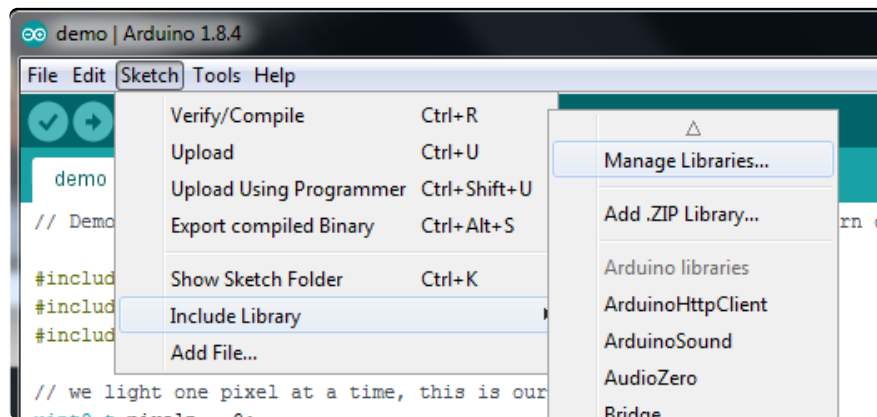 demo | Arduino 1.8.4
File Edit Sketch Tools Help
Verify/Compile Ctrl+R
Upload Ctrl+U
Upload Using Programmer Ctrl+Shift+U
Export compiled Binary Ctrl+Alt+S
Show Sketch Folder Ctrl+K
Include Library
Add File...
Manage Libraries...
Add .ZIP Library...
Arduino libraries
ArduinoHttpClient
ArduinoSound
AudioZero
Bridge
demo
// Demo
#includ
#includ
#includ
// we light one pixel at a time, this is our